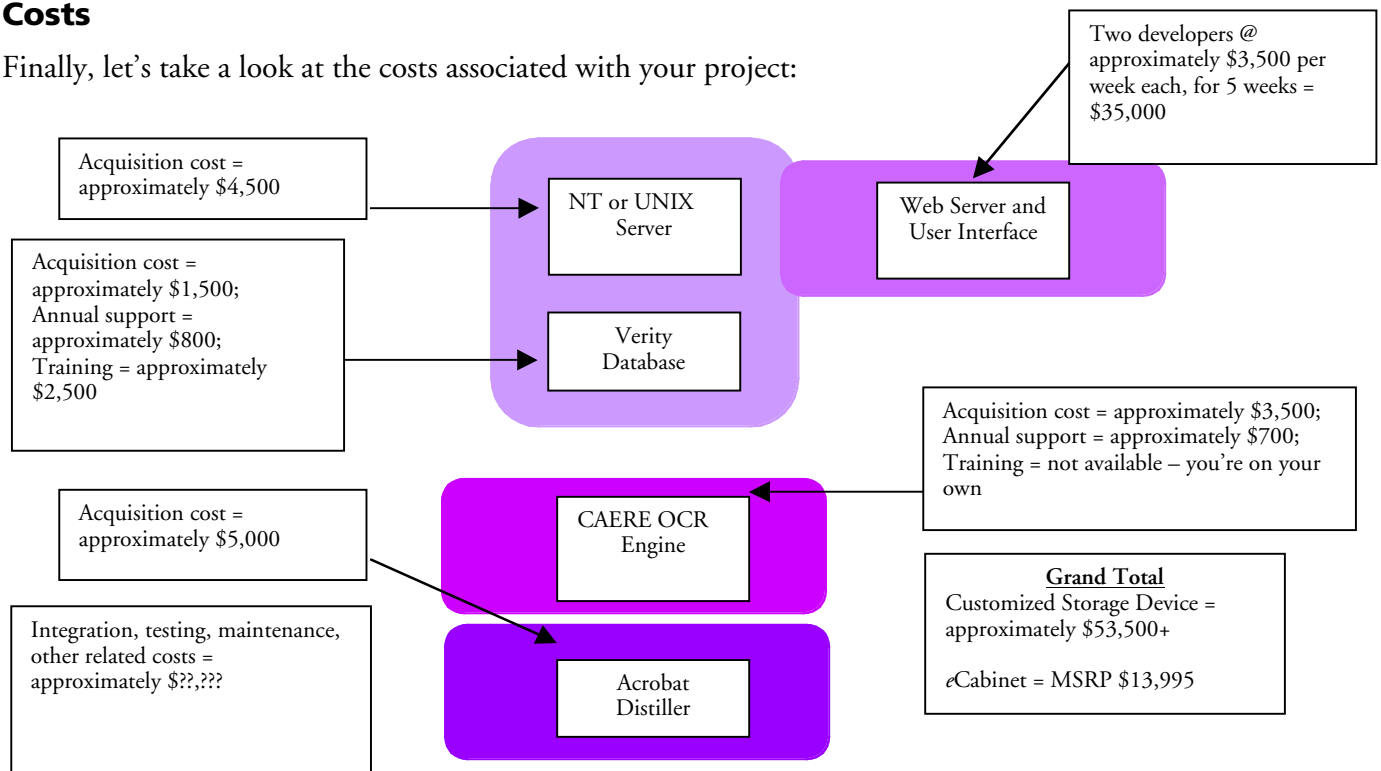 Costs
Finally, let's take a look at the costs associated with your project:
Two developers @
approximately $3,500 per
week each, for 5 weeks =
$35,000
Acquisition cost =
approximately $4,500
NT or UNIX
Server
Web Server and
User Interface
Acquisition cost =
approximately $1,500;
Annual support =
approximately $800;
Training = approximately
$2,500
Verity
Database
Acquisition cost = approximately $3,500;
Annual support = approximately $700;
Training = not available – you're on your
own
Acquisition cost =
approximately $5,000
CAERE OCR
Engine
Grand Total
Customized Storage Device =
approximately $53,500+
eCabinet = MSRP $13,995
Integration, testing, maintenance,
other related costs =
approximately $??,???
Acrobat
Distiller